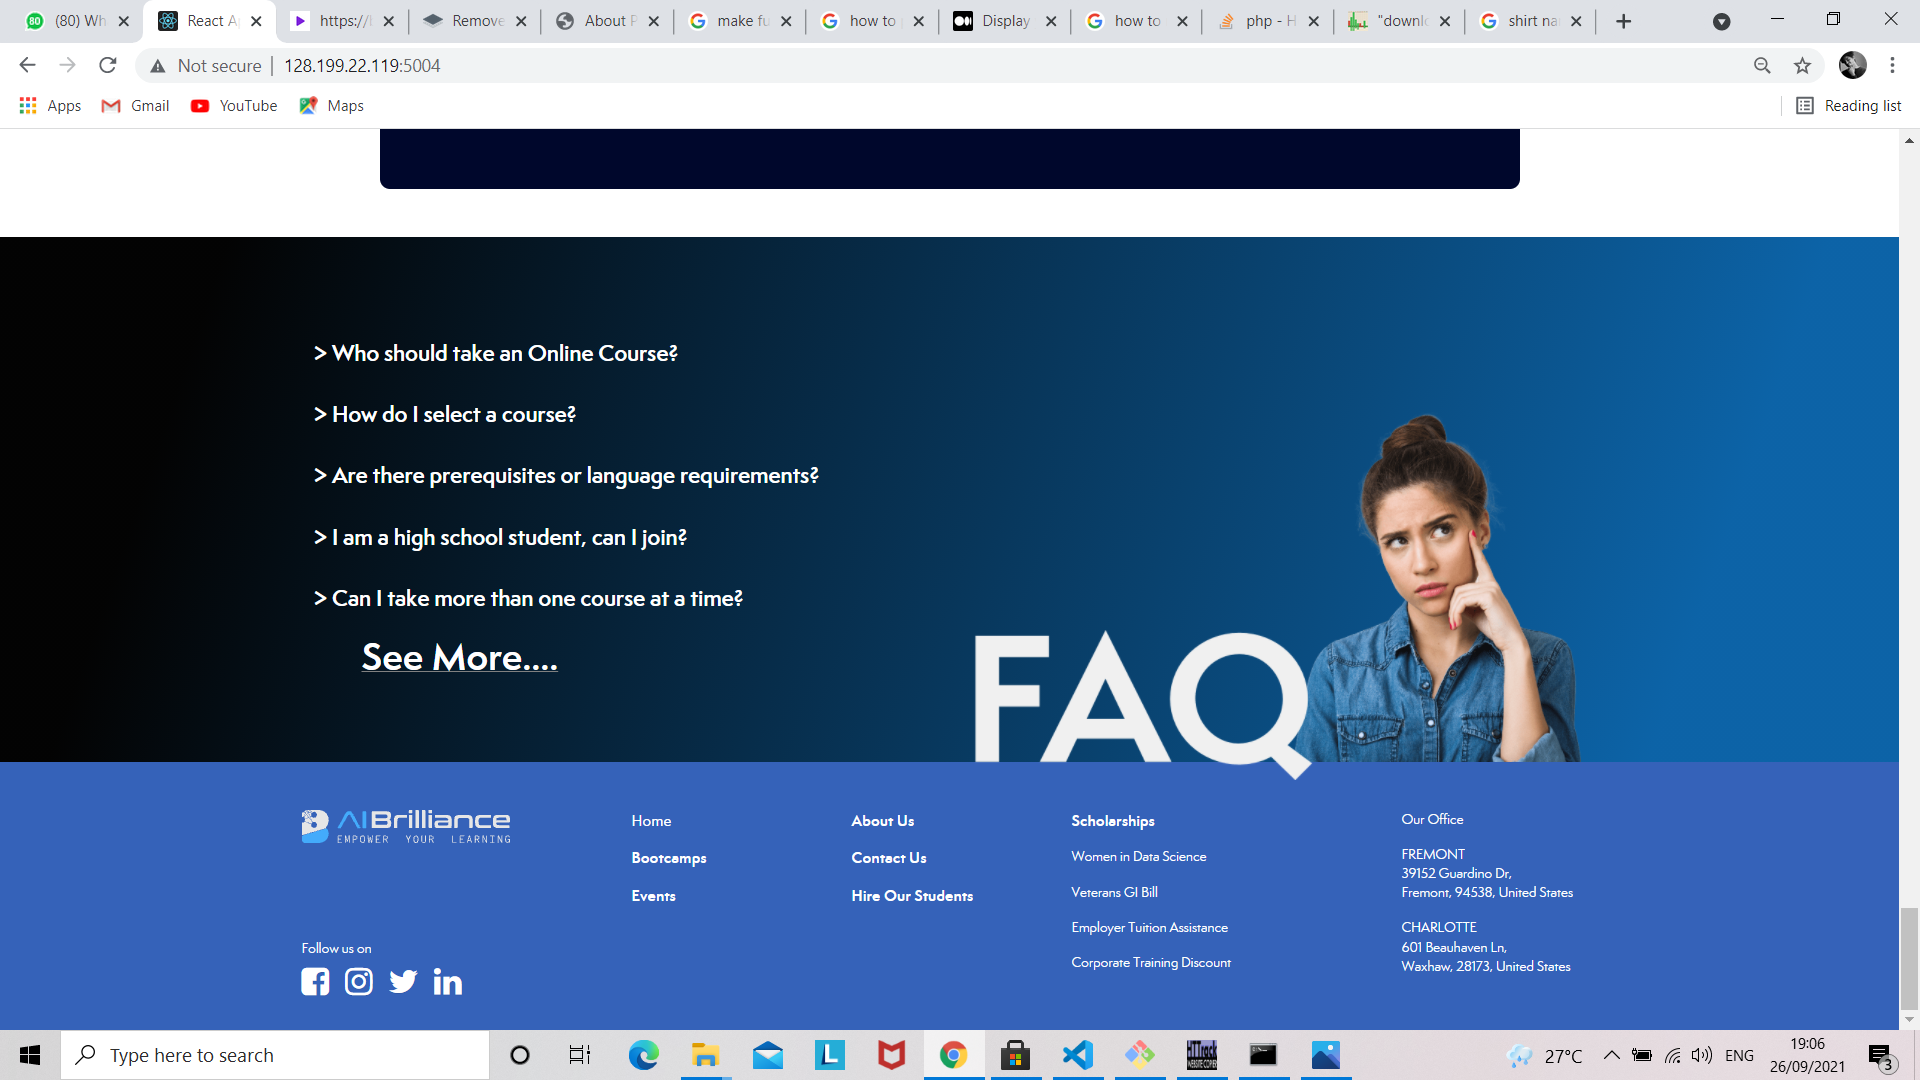 (80) Wh
React A
https://b
Remove
About P
make fu
how to
Display
how to
php - H
"downlo
shirt na
Not secure
128.199.22.119:5004
Apps
Gmail
YouTube
Maps
Reading list
> Who should take an Online Course?
> How do I select a course?
> Are there prerequisites or language requirements?
> I am a high school student, can I join?
> Can I take more than one course at a time?
See More....
FAQ
AIBrilliance
EMPOWER YOUR LEARNING
Follow us on
Home
Bootcamps
Events
About Us
Contact Us
Hire Our Students
Scholarships
Women in Data Science
Veterans GI Bill
Employer Tuition Assistance
Corporate Training Discount
Our Office
FREMONT
39152 Guardino Dr,
Fremont, 94538, United States
CHARLOTTE
601 Beauhaven Ln,
Waxhaw, 28173, United States
Type here to search
L
HTTrack
WEBSITE COPIER
27°C
ENG
19:06
26/09/2021
3